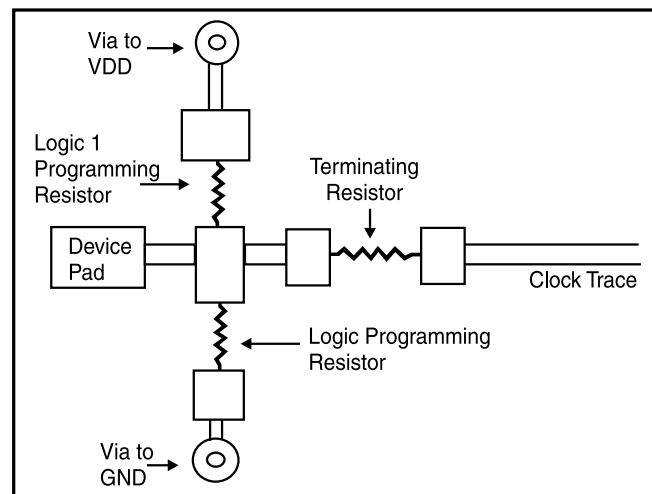 Via to
VDD
Logic 1
Programming
Resistor
Terminating
Resistor
Device
Pad
Clock Trace
Logic Programming
Resistor
Via to
GND